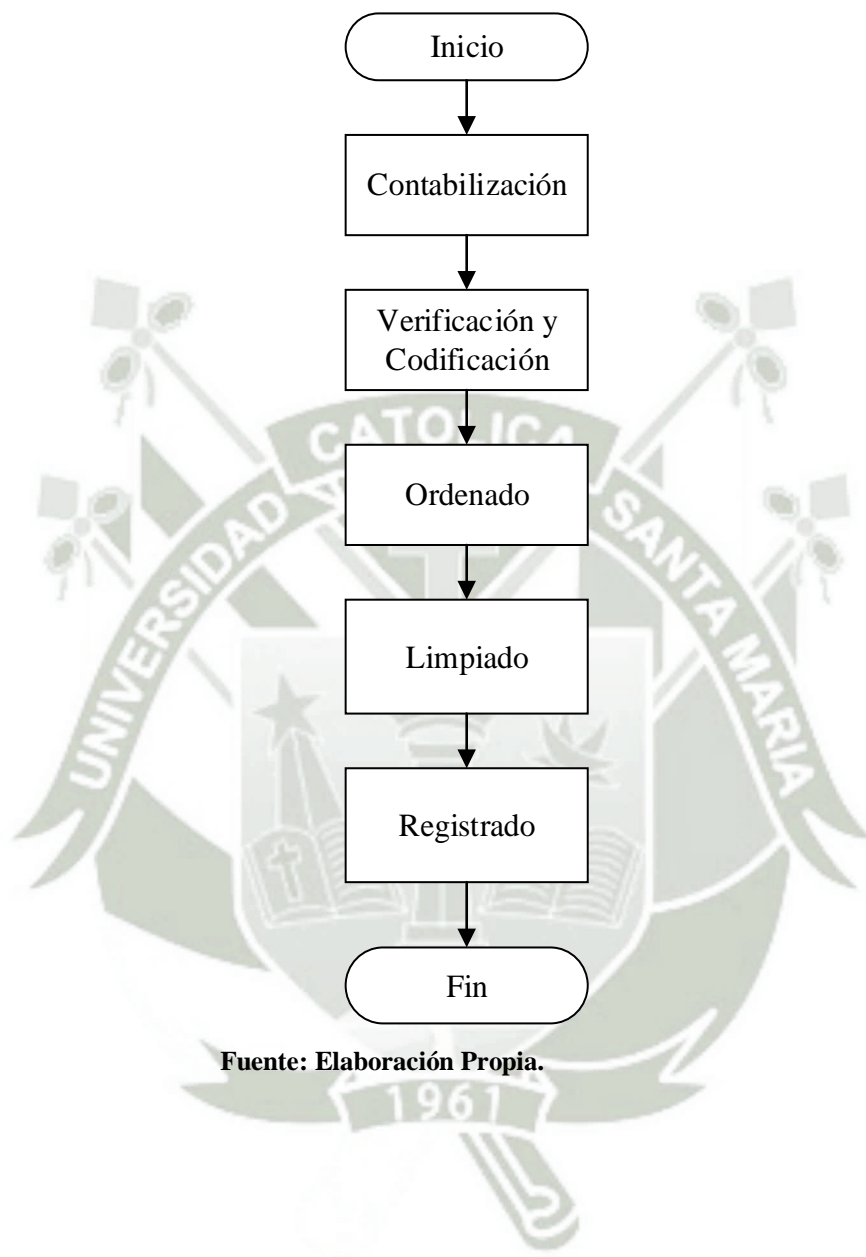 Inicio
Contabilización
Verificación y
Codificación
Ordenado
Limpiado
Registrado
Fin
Fuente: Elaboración Propia.
UNIVERSIDAD CATOLICA SANTA MARIA
1961